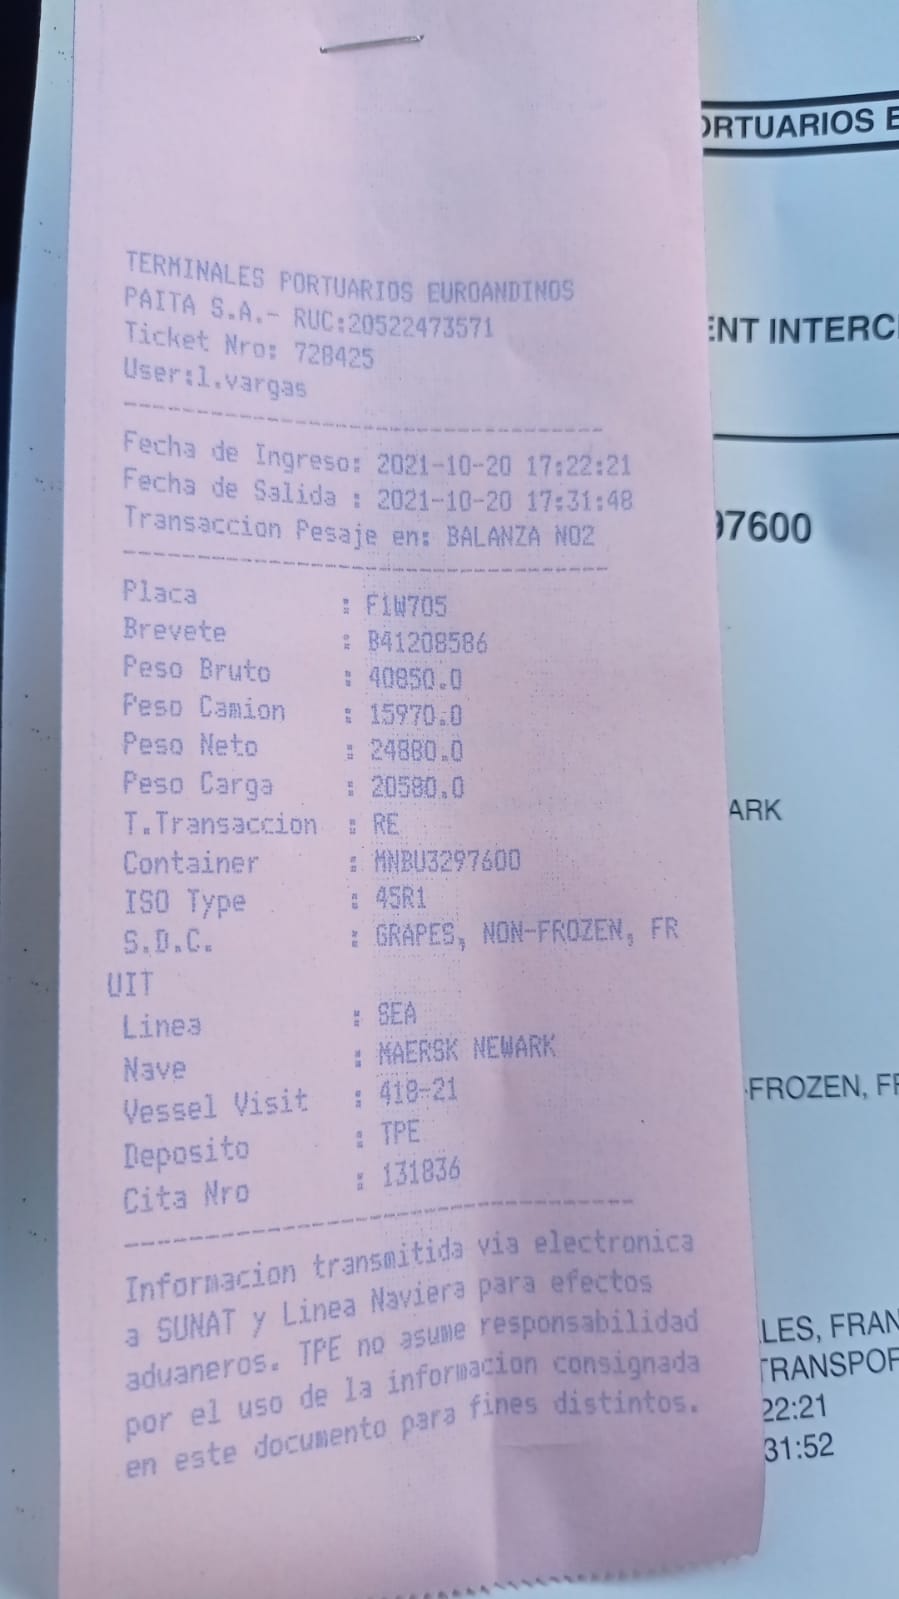 TERMINALES PORTUARIOS EUROANDINOS
PAITA S.A.- RUC:20522473571
Ticket Nro: 728425
User:l.vargas
Fecha de Ingreso: 2021-10-20 17:22:21
Fecha de Salida : 2021-10-20 17:31:48
Transaccion Pesaje en: BALANZA NO2
Placa : F1W705
Brevete : B41208586
Peso Bruto : 40850.0
Peso Camion : 15970.0
Peso Neto : 24880.0
Peso Carga : 20580.0
T.Transaccion : RE
Container : MNBU3297600
ISO Type : 45R1
S.D.C. : GRAPES, NON-FROZEN, FR
UIT
Linea : SEA
Nave : MAERSK NEWARK
Vessel Visit : 418-21
Deposito : TPE
Cita Nro : 131836
Informacion transmitida via electronica
a SUNAT y Linea Naviera para efectos
aduaneros. TPE no asume responsabilidad
por el uso de la informacion consignada
en este documento para fines distintos.
ORTUARIOS E
ENT INTERC
97600
ARK
-FROZEN, FR
LES, FRAN
TRANSPOR
22:21
31:52